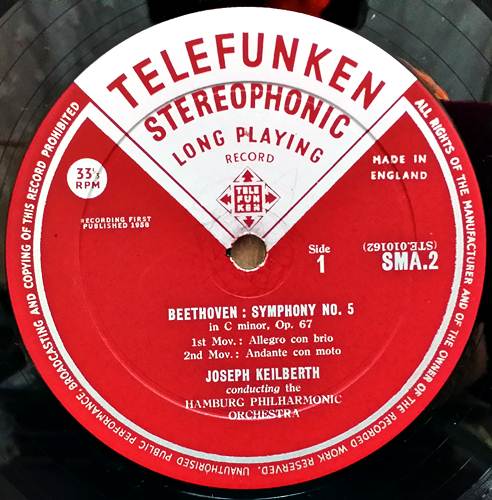 TELEFUNKEN
STEREOPHONIC
LONG PLAYING
RECORD
TELE
FUN
KEN
33⅓
RPM
MADE IN
ENGLAND
RECORDING FIRST
PUBLISHED 1958
Side
1
(STE.010162)
SMA.2
BEETHOVEN : SYMPHONY NO. 5
in C minor, Op. 67
1st Mov.: Allegro con brio
2nd Mov.: Andante con moto
JOSEPH KEILBERTH
conducting the
HAMBURG PHILHARMONIC
ORCHESTRA
ALL RIGHTS OF THE MANUFACTURER AND OF THE OWNER OF THE RECORDED WORK RESERVED. UNAUTHORISED PUBLIC PERFORMANCE, BROADCASTING AND COPYING OF THIS RECORD PROHIBITED